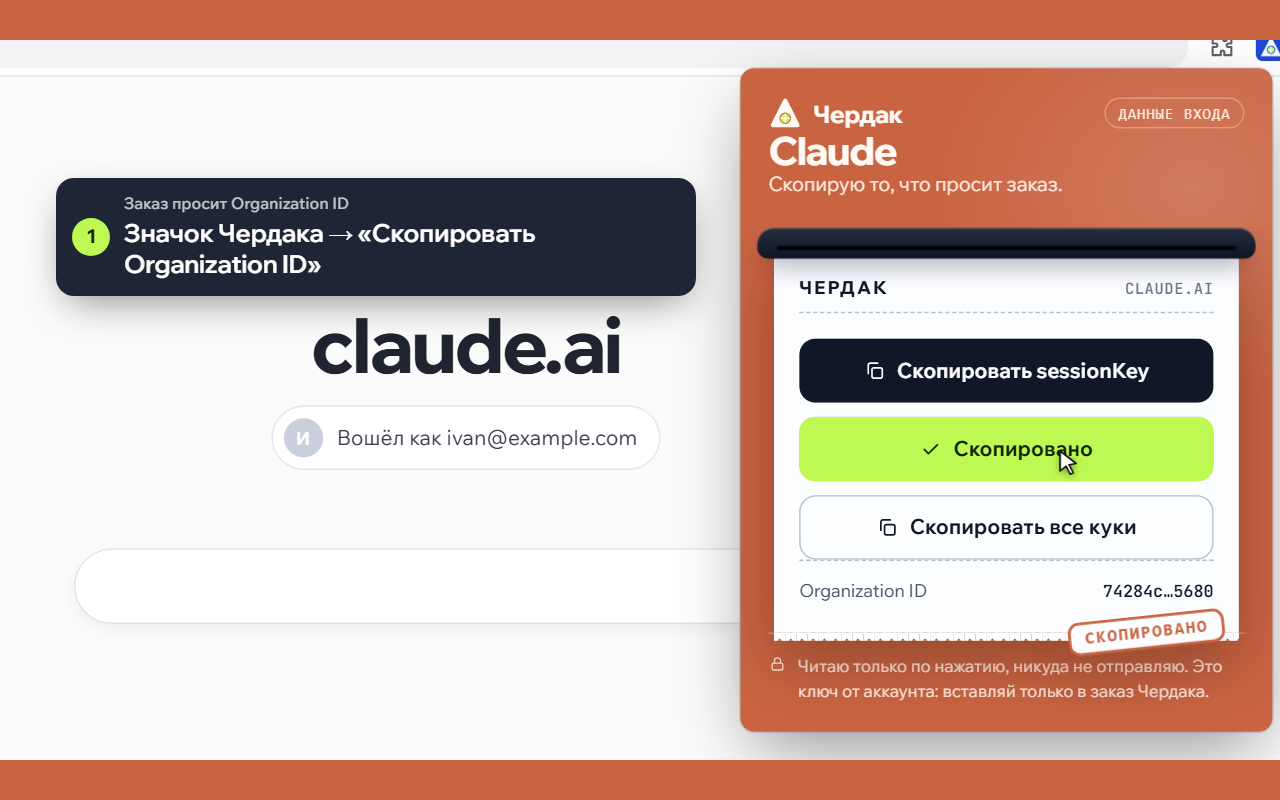 Заказ просит Organization ID
1
Значок Чердака → «Скопировать
Organization ID»
claude.ai
И
Вошёл как ivan@example.com
Чердак
ДАННЫЕ ВХОДА
Claude
Скопирую то, что просит заказ.
ЧЕРДАК
CLAUDE.AI
Скопировать sessionKey
Скопировано
Скопировать все куки
Organization ID
74284c…5680
СКОПИРОВАНО
Читаю только по нажатию, никуда не отправляю. Это
ключ от аккаунта: вставляй только в заказ Чердака.